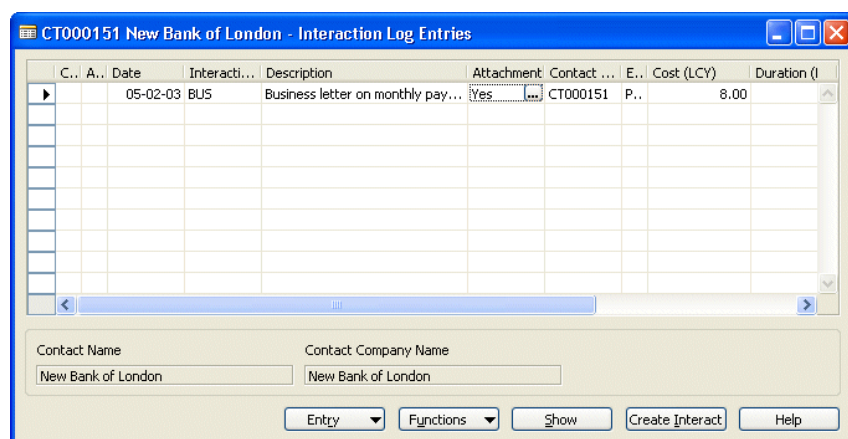 CT000151 New Bank of London - Interaction Log Entries
C.. A.. Date Interacti... Description Attachment Contact ... E.. Cost (LCY) Duration (I
05-02-03 BUS Business letter on monthly pay... Yes ... CT000151 P.. 8.00
Contact Name Contact Company Name
New Bank of London New Bank of London
Entry Functions Show Create Interact Help